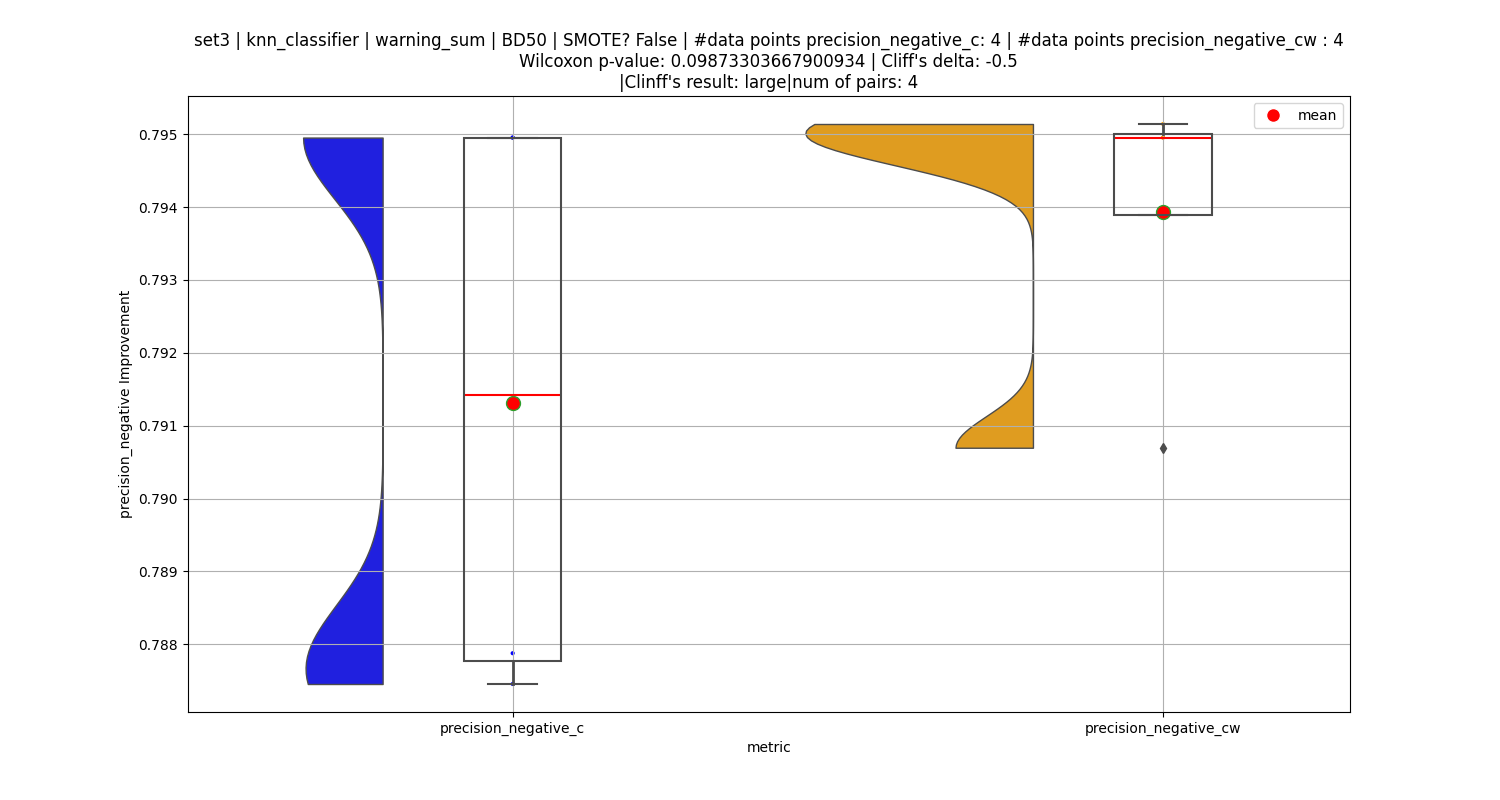 set3 | knn_classifier | warning_sum | BD50 | SMOTE? False | #data points precision_negative_c: 4 | #data points precision_negative_cw : 4
Wilcoxon p-value: 0.09873303667900934 | Cliff's delta: -0.5
|Clinff's result: large|num of pairs: 4
mean
0.795
0.794
0.793
0.792
0.791
0.790
0.789
0.788
precision_negative Improvement
precision_negative_c
precision_negative_cw
metric